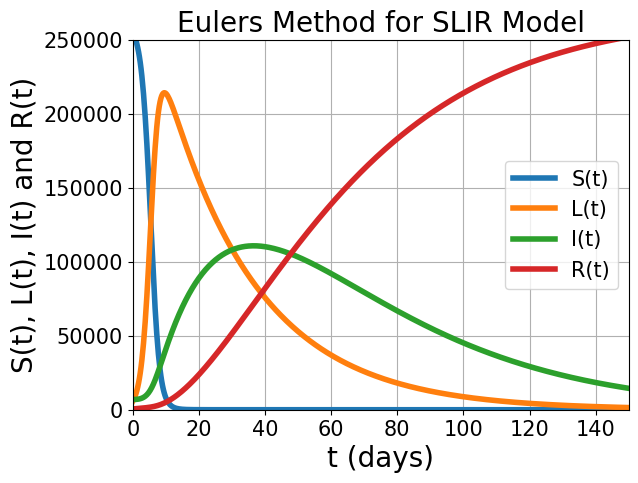 Eulers Method for SLIR Model
S(t), L(t), I(t) and R(t)
250000
200000
150000
100000
50000
0
S(t)
L(t)
I(t)
R(t)
0 20 40 60 80 100 120 140
t (days)